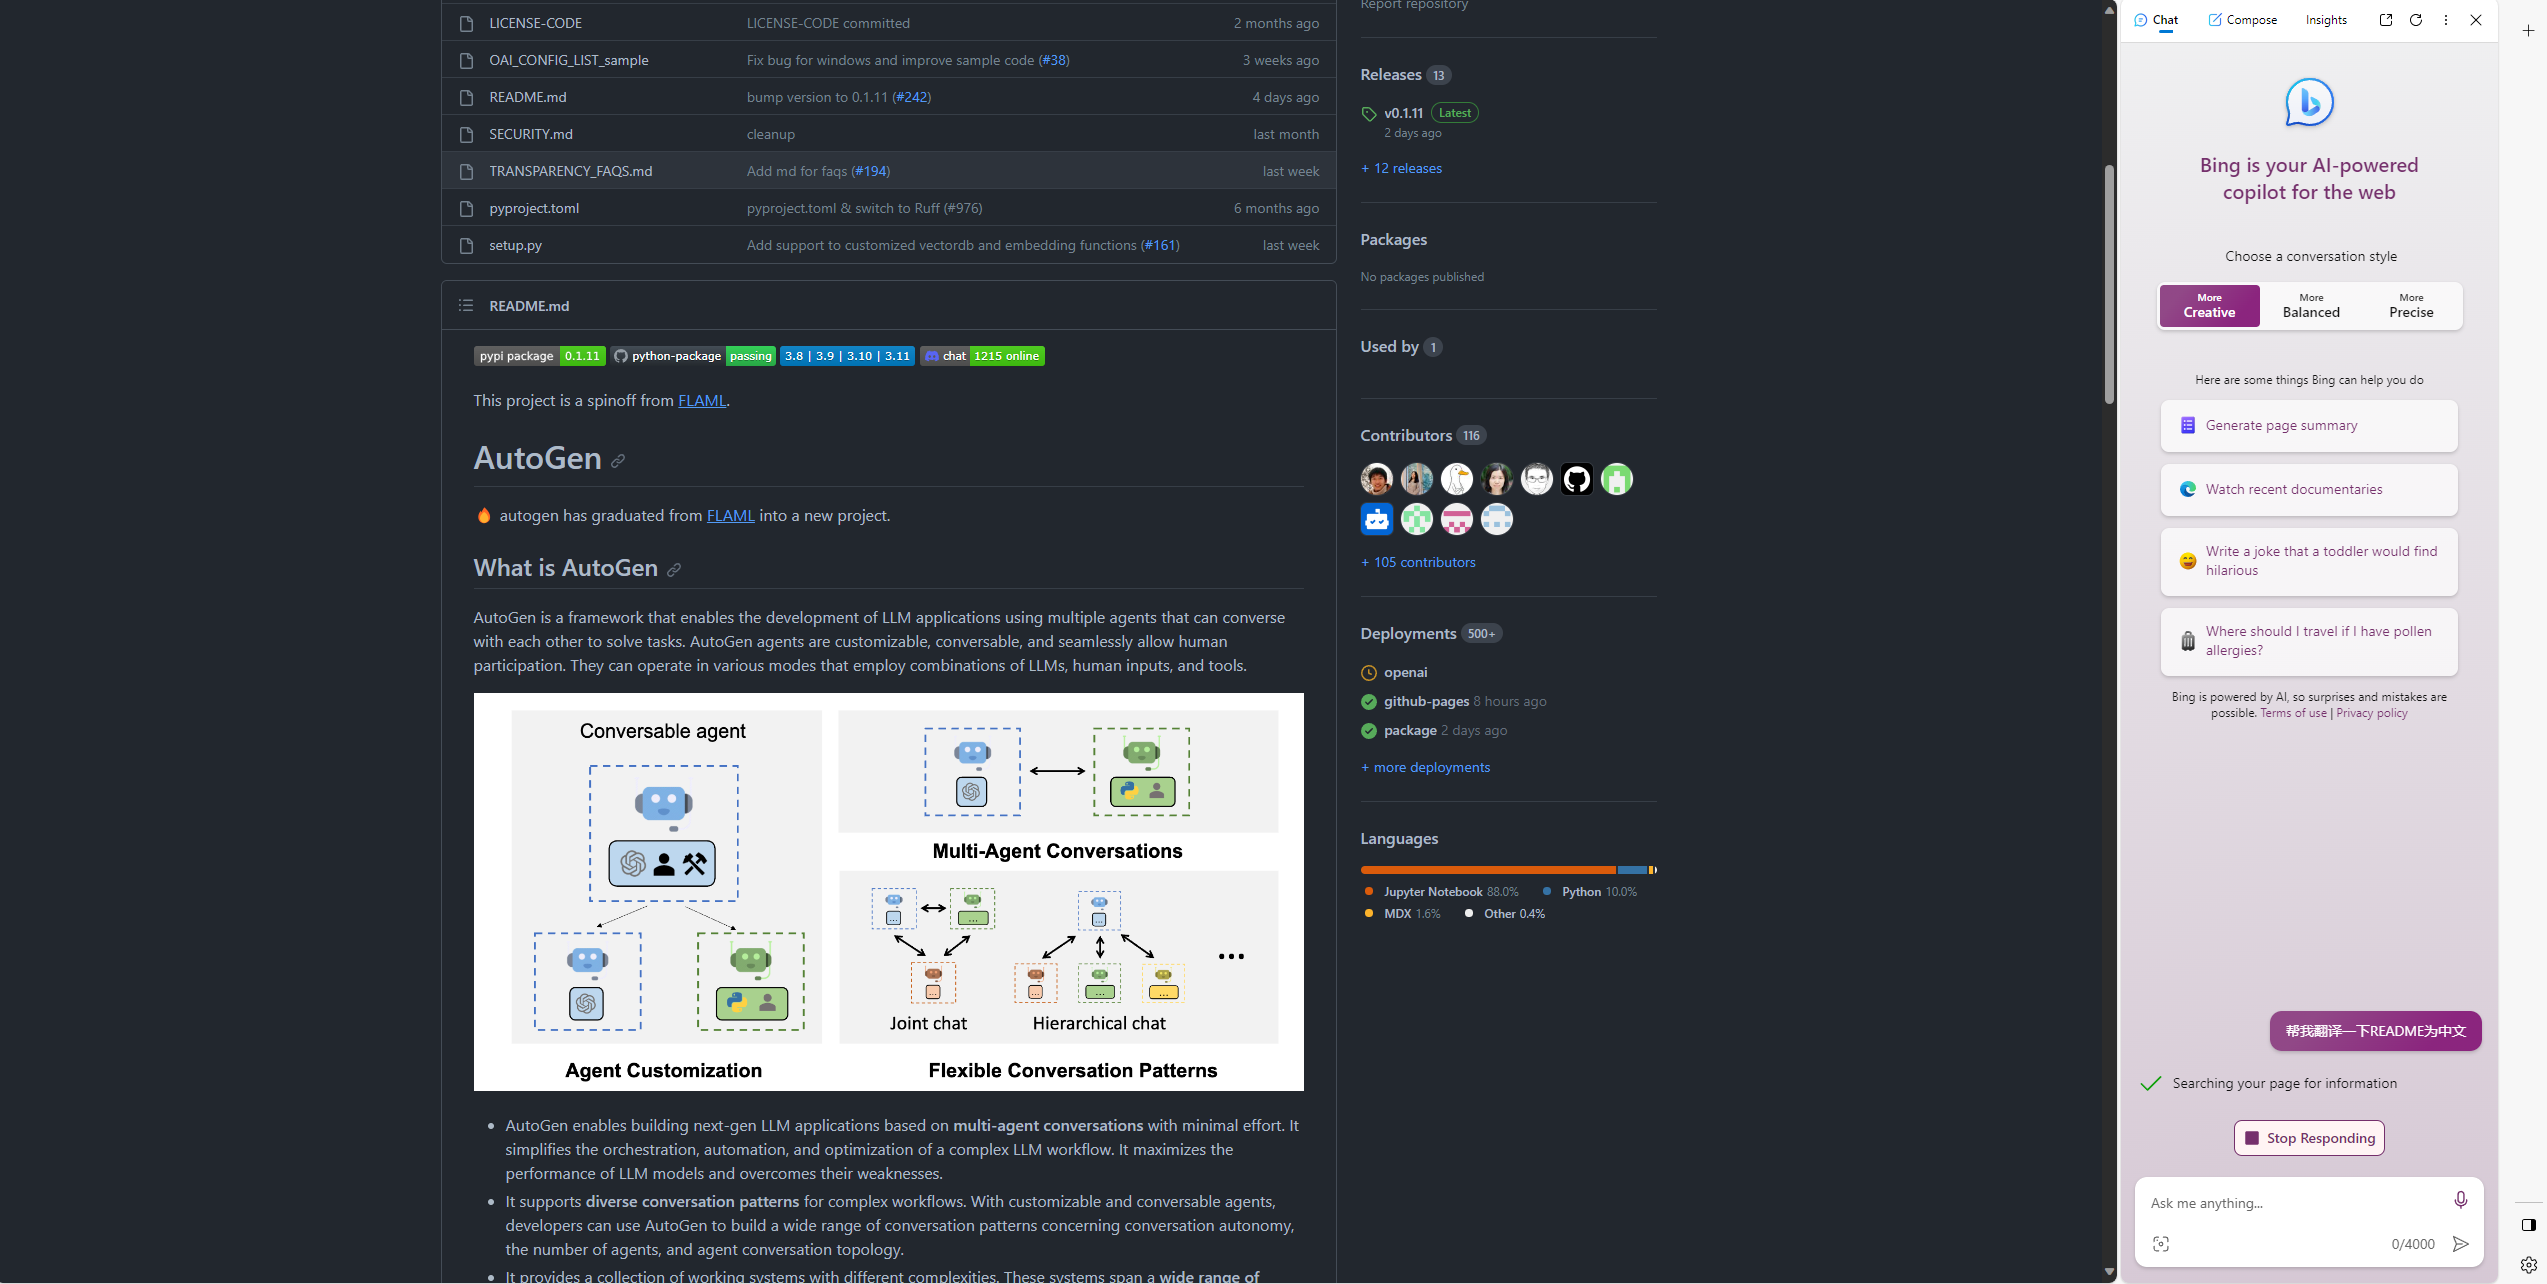 LICENSE-CODE LICENSE-CODE committed 2 months ago
OAI_CONFIG_LIST_sample Fix bug for windows and improve sample code (#38) 3 weeks ago
README.md bump version to 0.1.11 (#242) 4 days ago
SECURITY.md cleanup last month
TRANSPARENCY_FAQS.md Add md for faqs (#194) last week
pyproject.toml pyproject.toml & switch to Ruff (#976) 6 months ago
setup.py Add support to customized vectordb and embedding functions (#161) last week
README.md
pypi package 0.1.11 python-package passing 3.8 | 3.9 | 3.10 | 3.11 chat 1215 online
This project is a spinoff from FLAML.
AutoGen
autogen has graduated from FLAML into a new project.
What is AutoGen
AutoGen is a framework that enables the development of LLM applications using multiple agents that can converse
with each other to solve tasks. AutoGen agents are customizable, conversable, and seamlessly allow human
participation. They can operate in various modes that employ combinations of LLMs, human inputs, and tools.
Conversable agent
Agent Customization
Multi-Agent Conversations
...
...
...
...
...
...
...
...
Joint chat
Hierarchical chat
Flexible Conversation Patterns
• AutoGen enables building next-gen LLM applications based on multi-agent conversations with minimal effort. It
simplifies the orchestration, automation, and optimization of a complex LLM workflow. It maximizes the
performance of LLM models and overcomes their weaknesses.
• It supports diverse conversation patterns for complex workflows. With customizable and conversable agents,
developers can use AutoGen to build a wide range of conversation patterns concerning conversation autonomy,
the number of agents, and agent conversation topology.
• It provides a collection of working systems with different complexities. These systems span a wide range of
Report repository
Releases 13
v0.1.11 Latest
2 days ago
+ 12 releases
Packages
No packages published
Used by 1
Contributors 116
+ 105 contributors
Deployments 500+
openai
github-pages 8 hours ago
package 2 days ago
+ more deployments
Languages
Jupyter Notebook 88.0% Python 10.0%
MDX 1.6% Other 0.4%
Chat Compose Insights
Bing is your AI-powered
copilot for the web
Choose a conversation style
More Creative
More Balanced
More Precise
Here are some things Bing can help you do
Generate page summary
Watch recent documentaries
Write a joke that a toddler would find
hilarious
Where should I travel if I have pollen
allergies?
Bing is powered by AI, so surprises and mistakes are
possible. Terms of use | Privacy policy
帮我翻译一下README为中文
Searching your page for information
Stop Responding
Ask me anything...
0/4000